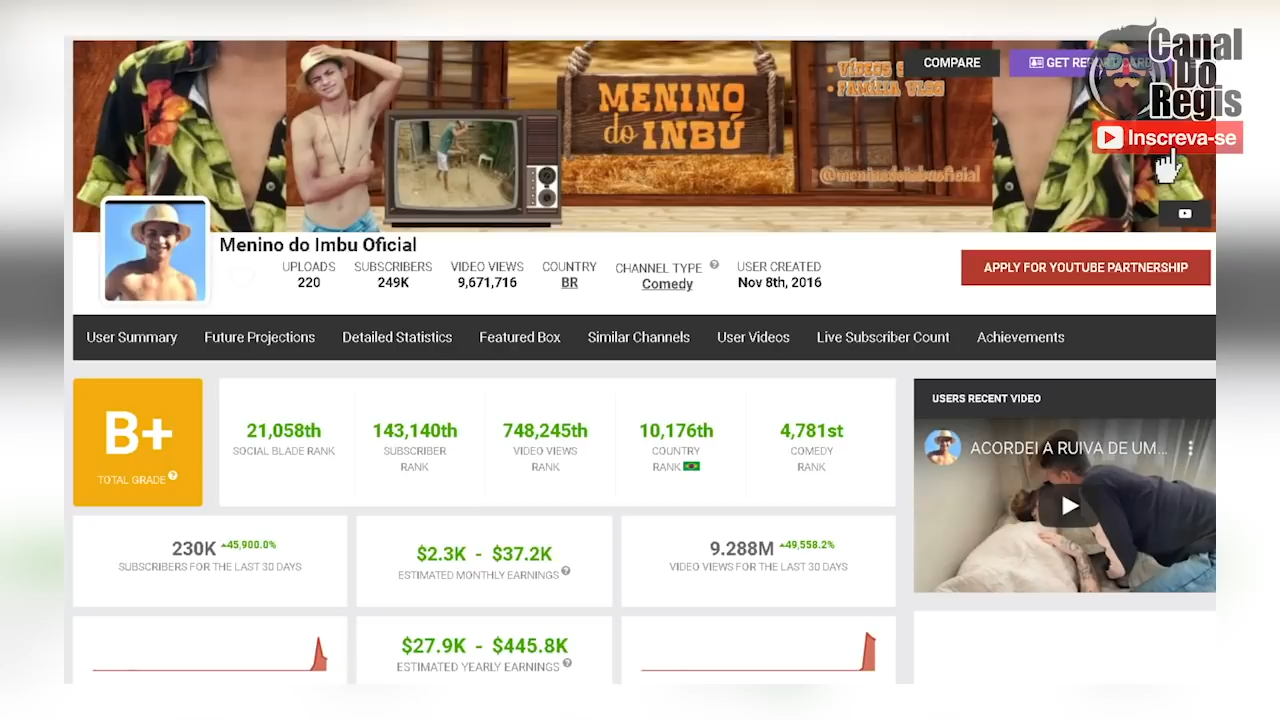 Canal
Do
Regis
Inscreva-se
COMPARE
MENINO
do INBÚ
FAMÍLIA VLOG
@meninodoimbuoficial
Menino do Imbu Oficial
UPLOADS
220
SUBSCRIBERS
249K
VIDEO VIEWS
9,671,716
COUNTRY
BR
CHANNEL TYPE
Comedy
USER CREATED
Nov 8th, 2016
APPLY FOR YOUTUBE PARTNERSHIP
User Summary
Future Projections
Detailed Statistics
Featured Box
Similar Channels
User Videos
Live Subscriber Count
Achievements
B+
TOTAL GRADE
21,058th
SOCIAL BLADE RANK
143,140th
SUBSCRIBER
RANK
748,245th
VIDEO VIEWS
RANK
10,176th
COUNTRY
RANK
4,781st
COMEDY
RANK
USERS RECENT VIDEO
ACORDEI A RUIVA DE UM...
230K 45,900.0%
SUBSCRIBERS FOR THE LAST 30 DAYS
$2.3K - $37.2K
ESTIMATED MONTHLY EARNINGS
9.288M 49,558.2%
VIDEO VIEWS FOR THE LAST 30 DAYS
$27.9K - $445.8K
ESTIMATED YEARLY EARNINGS